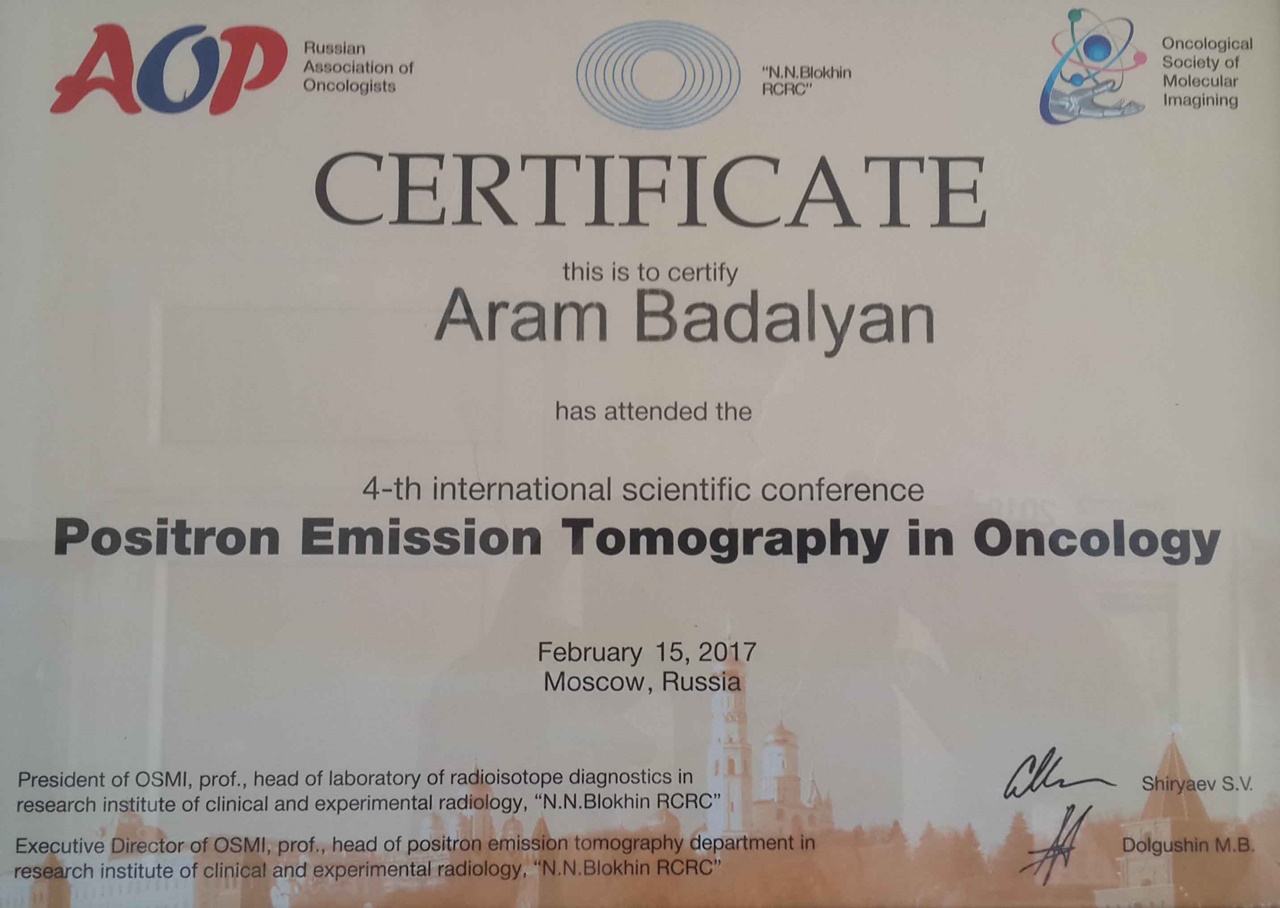 АОР
Russian
Association of
Oncologists
"N.N.Blokhin
RCRC"
Oncological
Society of
Molecular
Imagining
CERTIFICATE
this is to certify
Aram Badalyan
has attended the
4-th international scientific conference
Positron Emission Tomography in Oncology
February 15, 2017
Moscow, Russia
President of OSMI, prof., head of laboratory of radioisotope diagnostics in
research institute of clinical and experimental radiology, "N.N.Blokhin RCRC"
Shiryaev S.V.
Executive Director of OSMI, prof., head of positron emission tomography department in
research institute of clinical and experimental radiology, "N.N.Blokhin RCRC"
Dolgushin M.B.